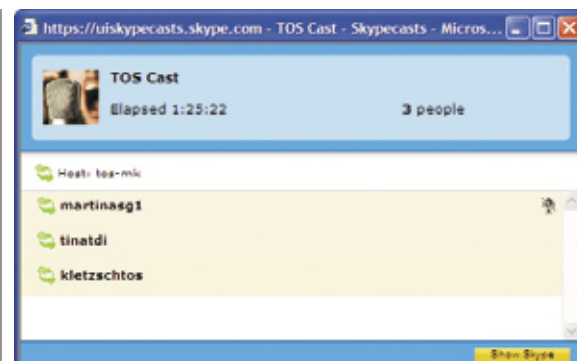 https://uiskypecasts.skype.com - TOS Cast - Skypecasts - Micros...
TOS Cast
Elapsed 1:25:22
3 people
Host: tos-mic
martinasg1
tinatdi
kletzschtos
Show Skype